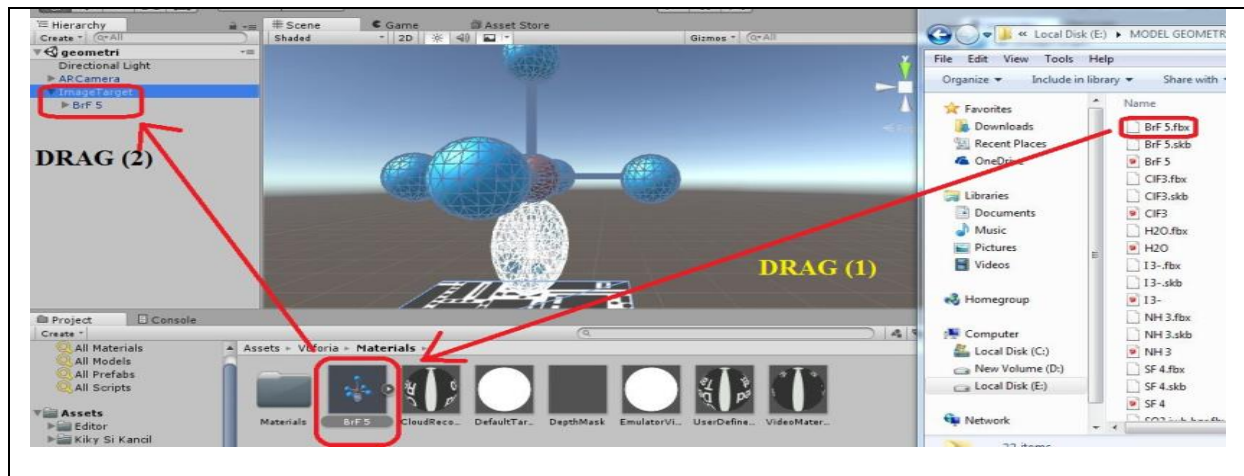 Hierarchy
Create
All
geometri
Directional Light
ARCamera
ImageTarget
BrF 5
DRAG (2)
Scene
Game
Asset Store
Shaded
2D
Gizmos
All
y
DRAG (1)
Project
Console
Create
All Materials
All Models
All Prefabs
All Scripts
Assets
Editor
Kiky Si Kancil
Assets Vuforia Materials
Materials
BrF 5
CloudReco...
DefaultTar...
DepthMask
EmulatorVi...
UserDefine...
VideoMater...
« Local Disk (E:) MODEL GEOMETR
File Edit View Tools Help
Organize Include in library Share with
Favorites
Downloads
Recent Places
OneDrive
Libraries
Documents
Music
Pictures
Videos
Homegroup
Computer
Local Disk (C:)
New Volume (D:)
Local Disk (E:)
Network
Name
BrF 5.fbx
BrF 5.skb
BrF 5
ClF3.fbx
ClF3.skb
ClF3
H2O.fbx
H2O
I3-.fbx
I3-.skb
I3-
NH 3.fbx
NH 3.skb
NH 3
SF 4.fbx
SF 4.skb
SF 4